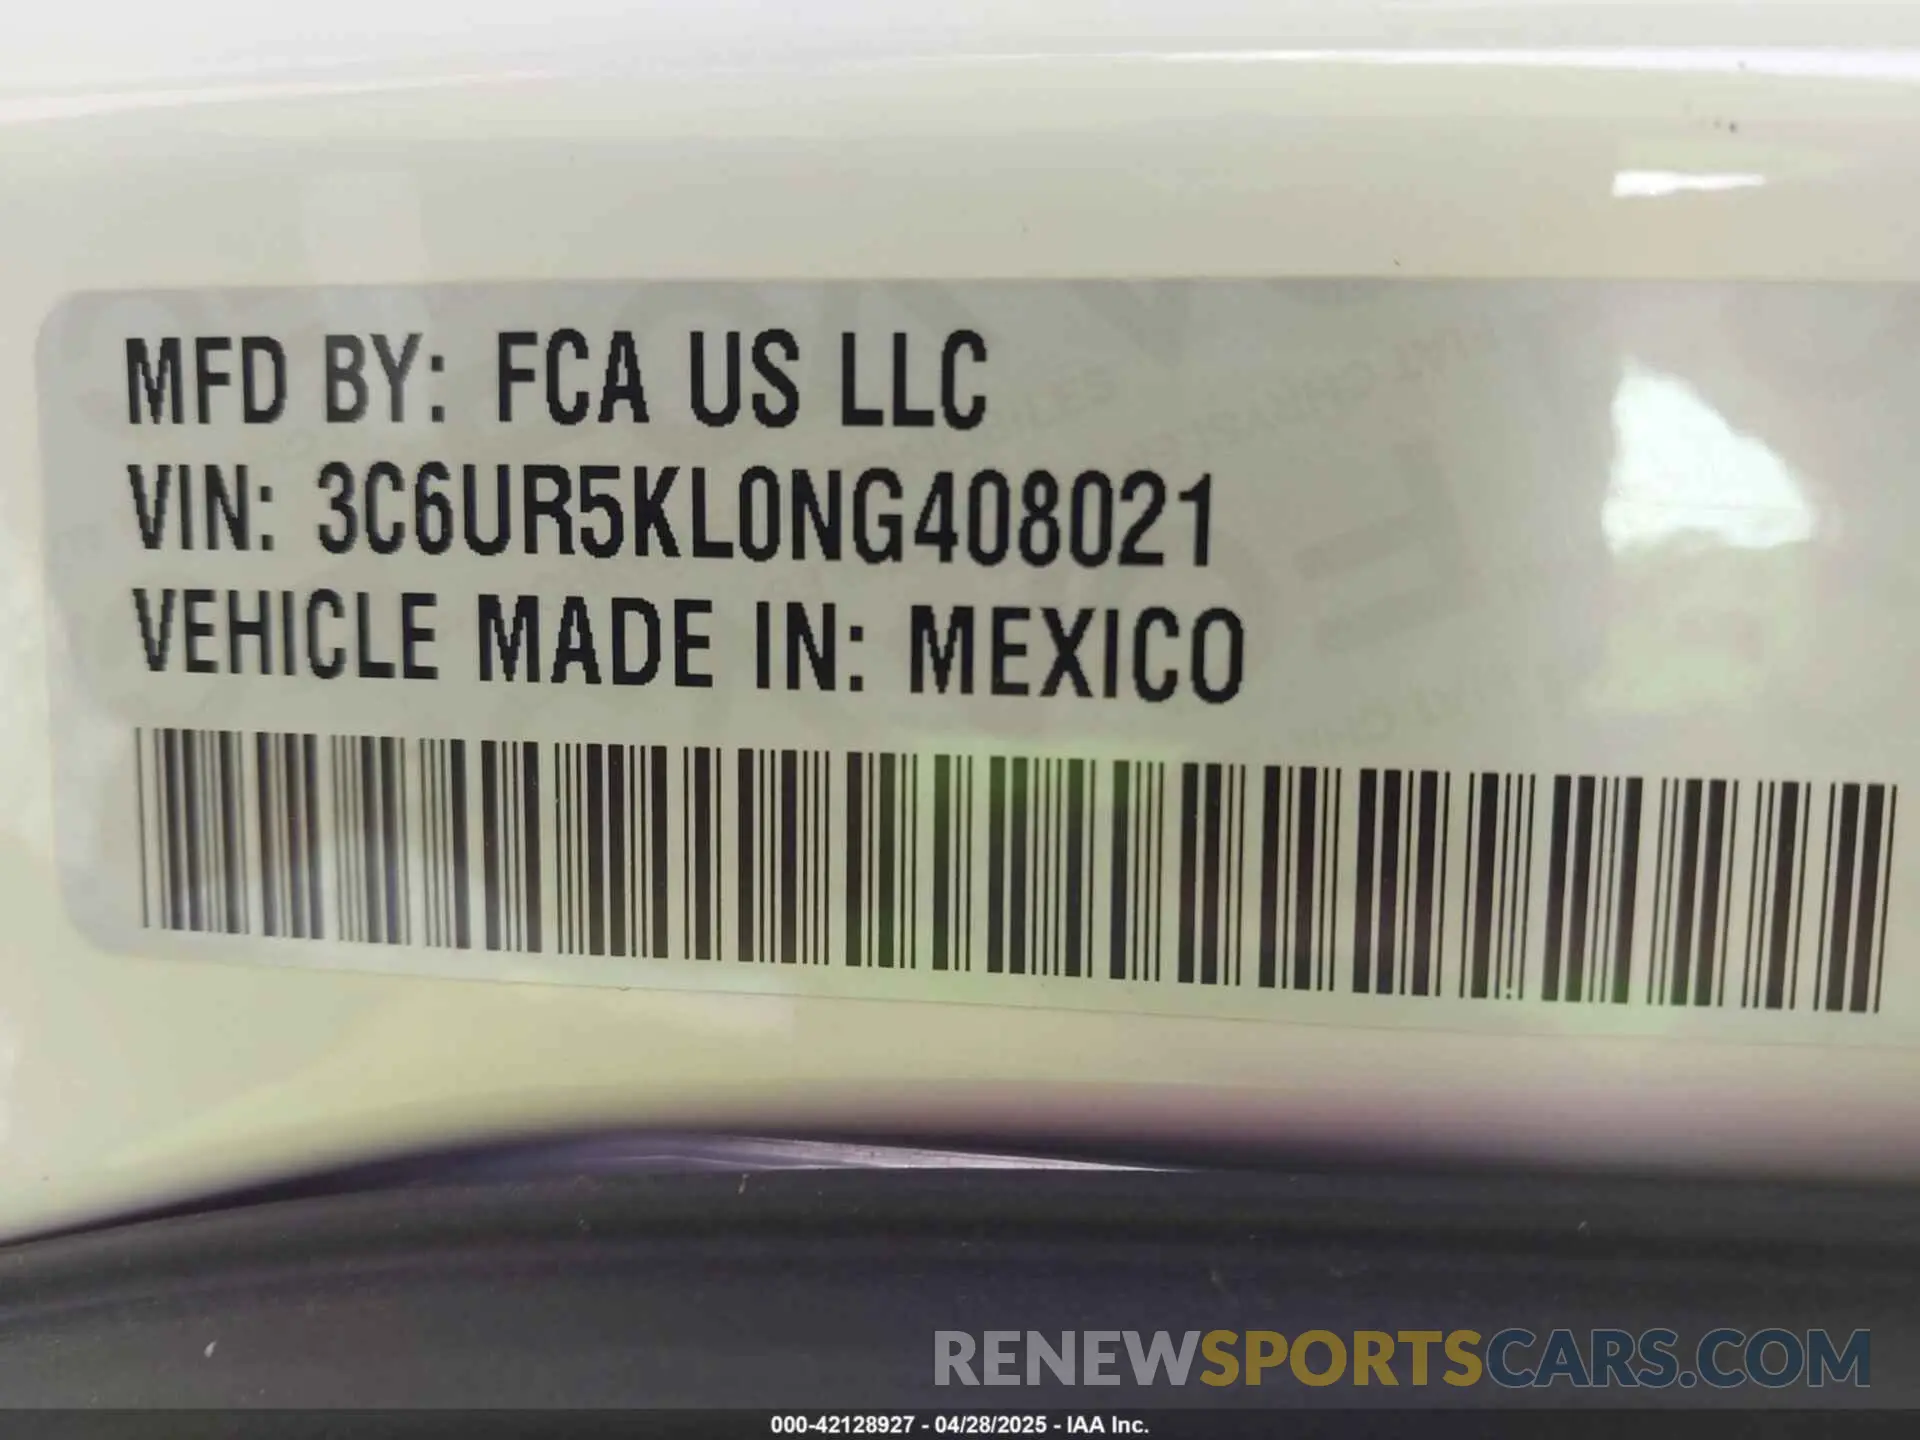 MFD BY: FCA US LLC
VIN: 3C6UR5KL0NG408021
VEHICLE MADE IN: MEXICO
RENEWSPORTSCARS.COM
000-42128927 - 04/28/2025 - IAA Inc.